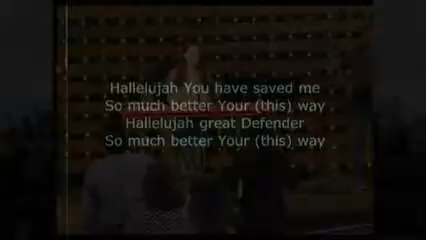 Hallelujah You have saved me
So much better Your (this) way
Hallelujah great Defender
So much better Your (this) way